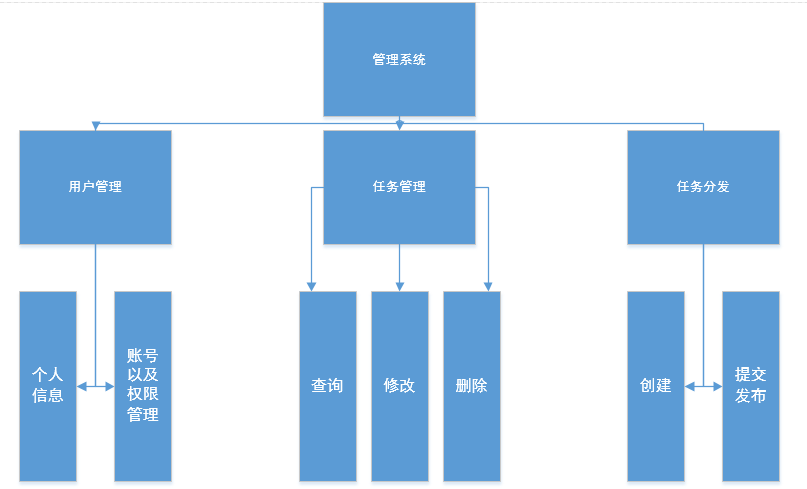 管理系统
用户管理
任务管理
任务分发
个人
信息
账号
以及
权限
管理
查询
修改
删除
创建
提交
发布